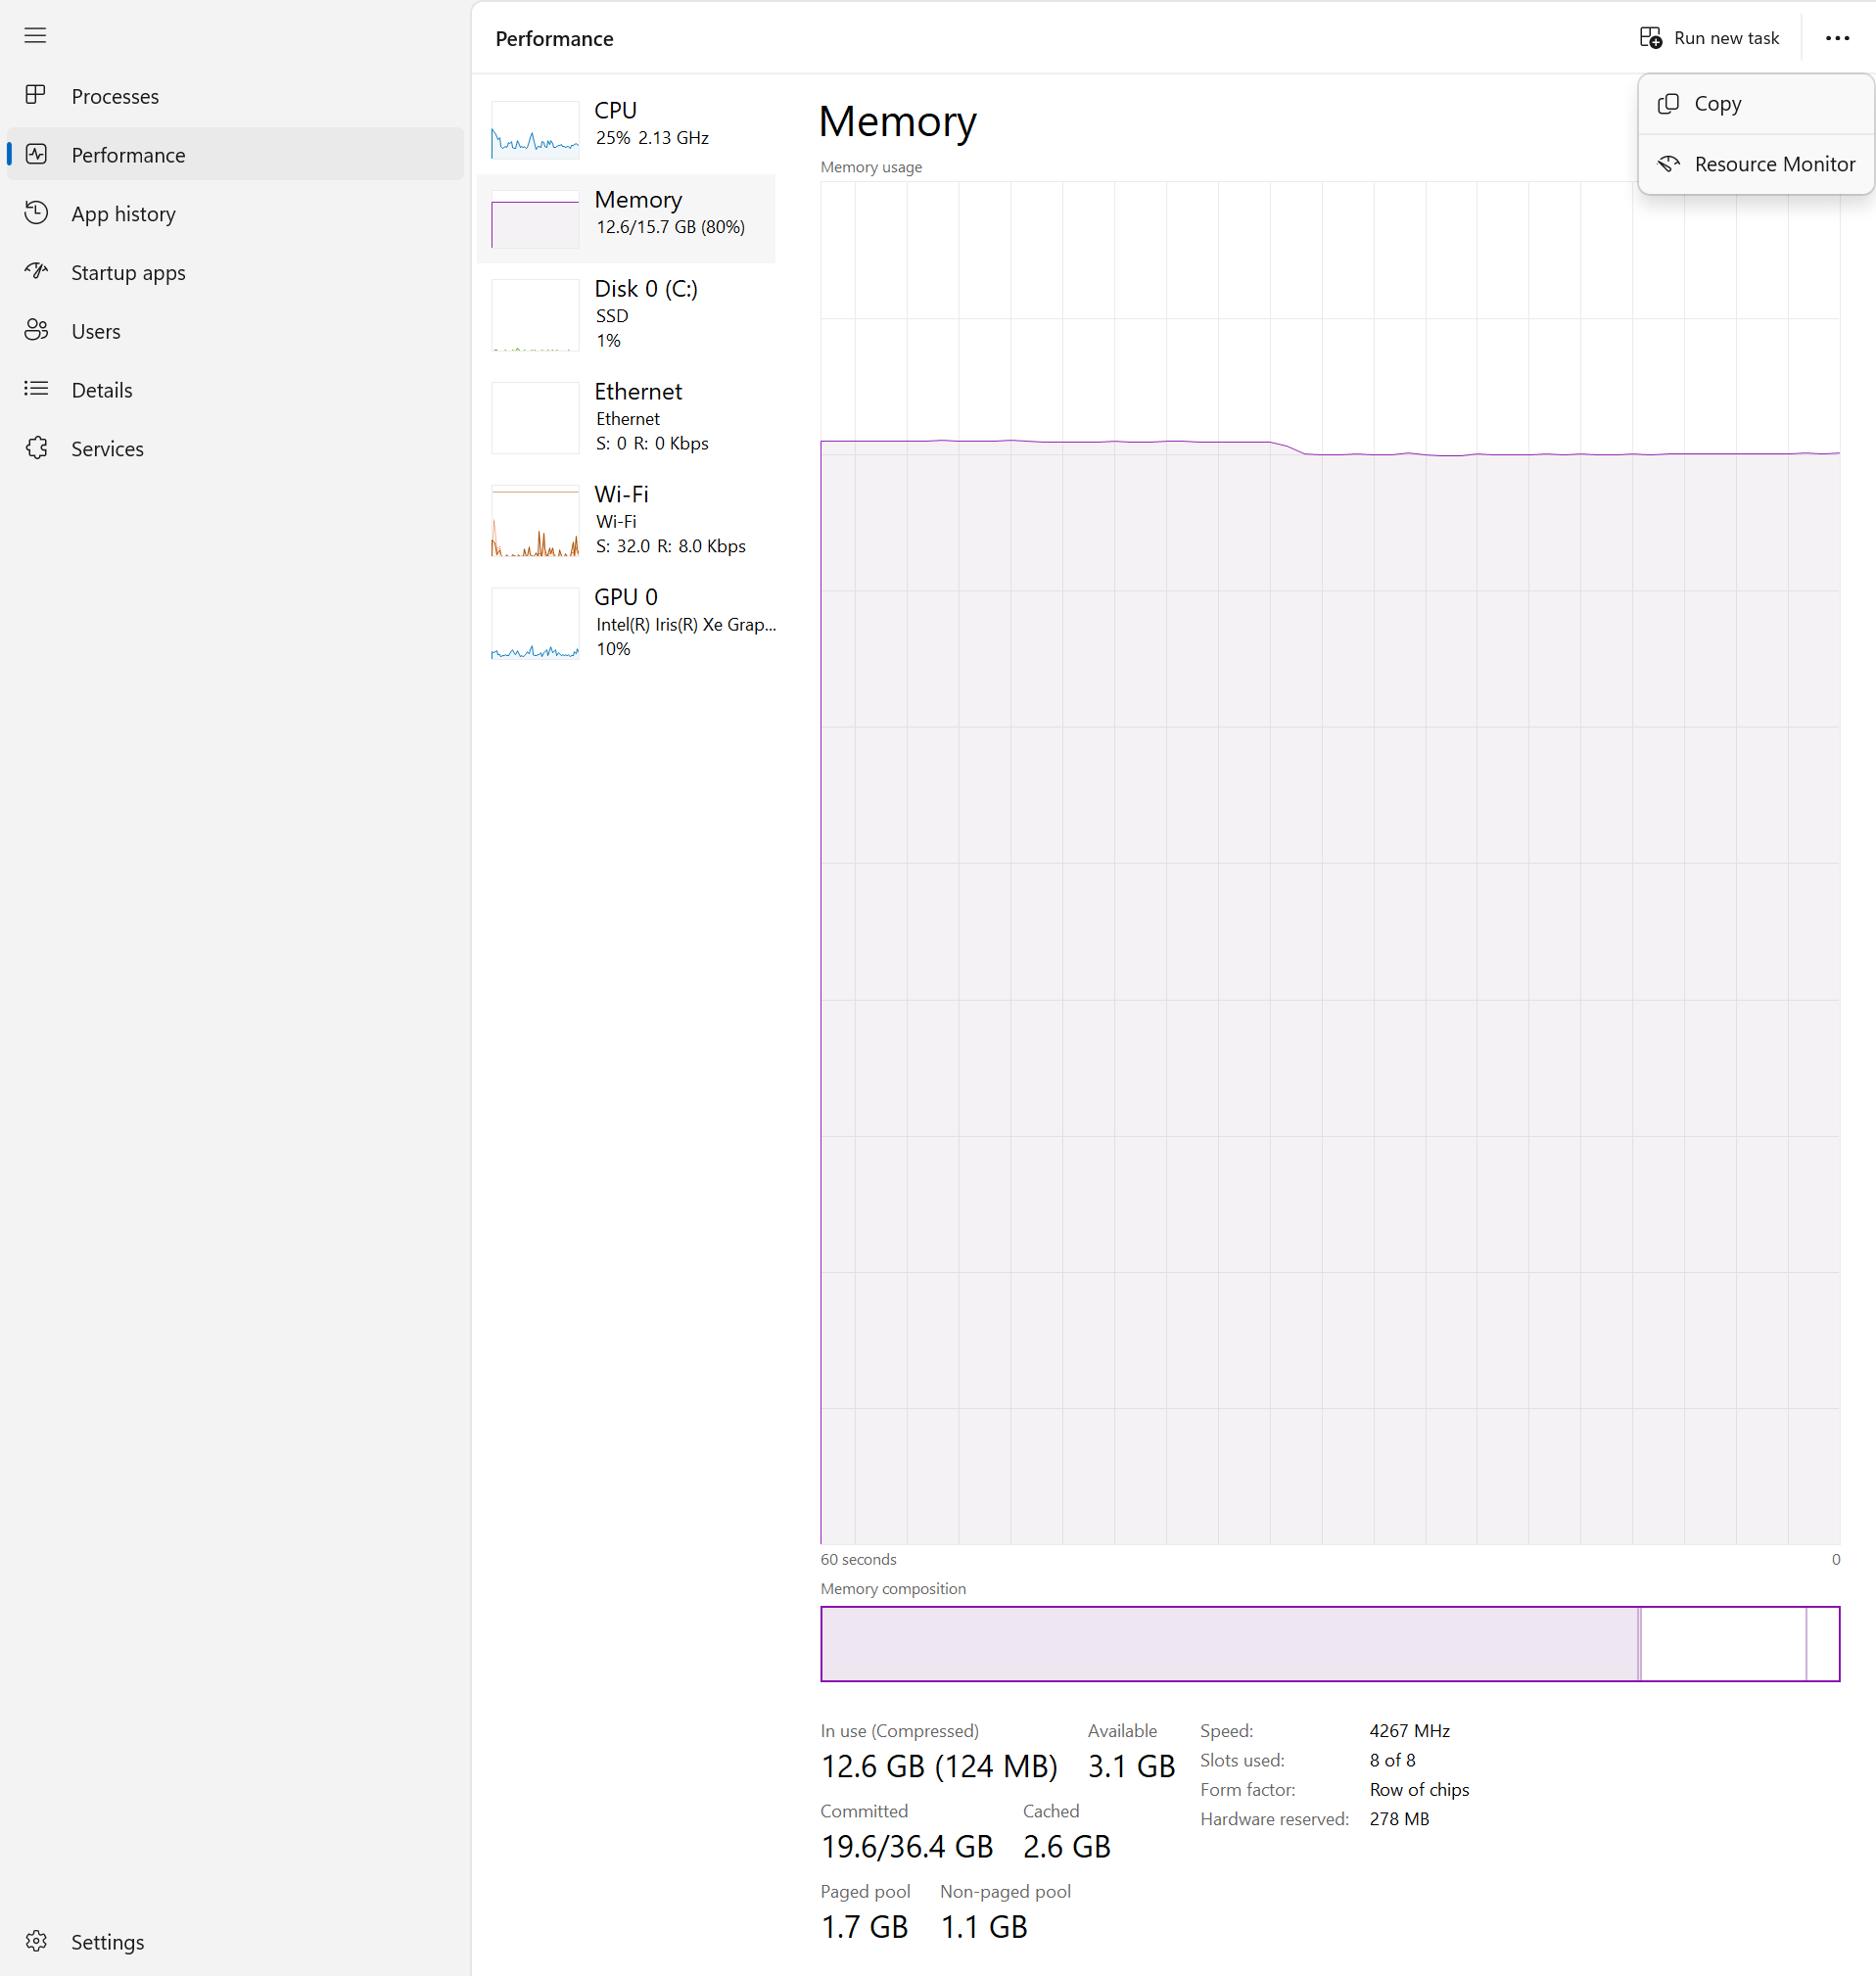 Processes
Performance
App history
Startup apps
Users
Details
Services
Settings
Performance
Run new task
Copy
Resource Monitor
CPU
25% 2.13 GHz
Memory
12.6/15.7 GB (80%)
Disk 0 (C:)
SSD
1%
Ethernet
Ethernet
S: 0 R: 0 Kbps
Wi-Fi
Wi-Fi
S: 32.0 R: 8.0 Kbps
GPU 0
Intel(R) Iris(R) Xe Grap...
10%
Memory
Memory usage
60 seconds 0
Memory composition
In use (Compressed) Available
12.6 GB (124 MB) 3.1 GB
Committed Cached
19.6/36.4 GB 2.6 GB
Paged pool Non-paged pool
1.7 GB 1.1 GB
Speed: 4267 MHz
Slots used: 8 of 8
Form factor: Row of chips
Hardware reserved: 278 MB